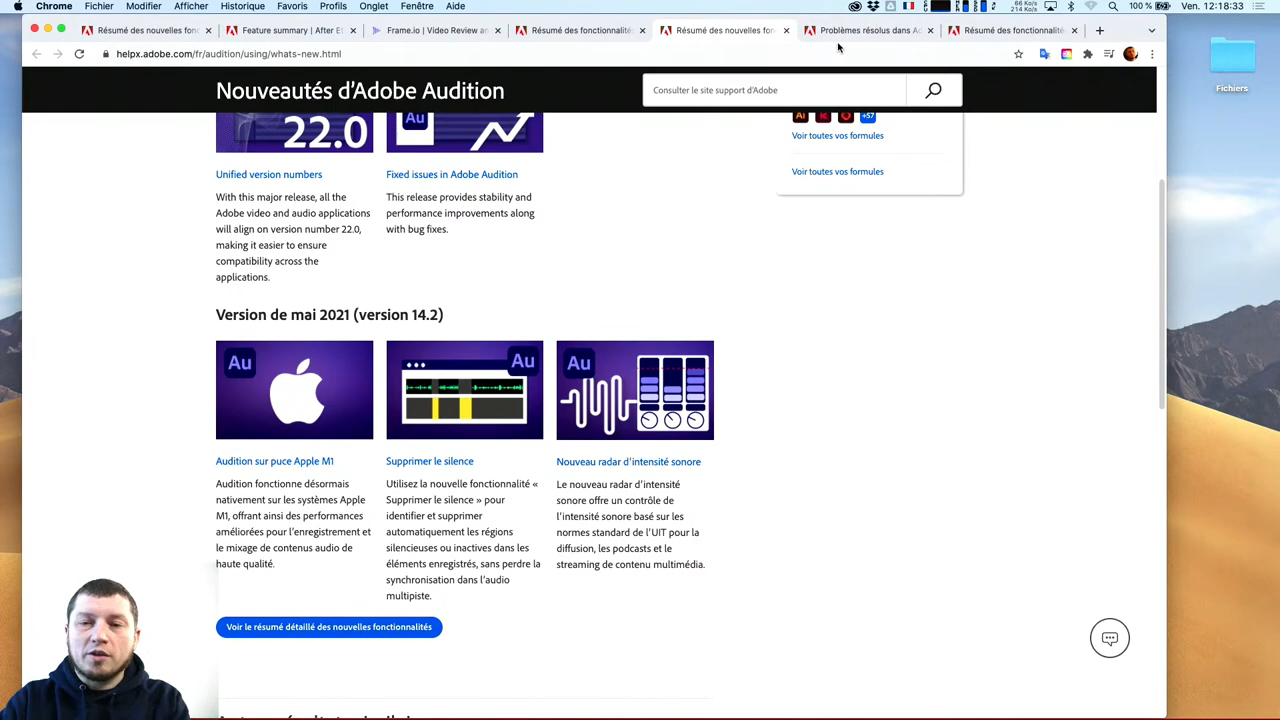 Chrome Fichier Modifier Afficher Historique Favoris Profils Onglet Fenêtre Aide
66 Ko/s
214 Ko/s
100 % Ven. 12:18:33
Résumé des nouvelles fon
Feature summary | After Ef
Frame.io | Video Review an
Résumé des fonctionnalités
Résumé des nouvelles fon
Problèmes résolus dans Ad
Résumé des fonctionnalité
helpx.adobe.com/fr/audition/using/whats-new.html
Fichiers
Nouveautés d'Adobe Audition
Consulter le site support d'Adobe
22.0
Au
+57
Voir toutes vos formules
Voir toutes vos formules
Unified version numbers
With this major release, all the
Adobe video and audio applications
will align on version number 22.0,
making it easier to ensure
compatibility across the
applications.
Fixed issues in Adobe Audition
This release provides stability and
performance improvements along
with bug fixes.
Version de mai 2021 (version 14.2)
Au
Au
Au
Audition sur puce Apple M1
Audition fonctionne désormais
nativement sur les systèmes Apple
M1, offrant ainsi des performances
améliorées pour l'enregistrement et
le mixage de contenus audio de
haute qualité.
Supprimer le silence
Utilisez la nouvelle fonctionnalité «
Supprimer le silence » pour
identifier et supprimer
automatiquement les régions
silencieuses ou inactives dans les
éléments enregistrés, sans perdre la
synchronisation dans l'audio
multipiste.
Nouveau radar d'intensité sonore
Le nouveau radar d'intensité
sonore offre un contrôle de
l'intensité sonore basé sur les
normes standard de l'UIT pour la
diffusion, les podcasts et le
streaming de contenu multimédia.
Voir le résumé détaillé des nouvelles fonctionnalités